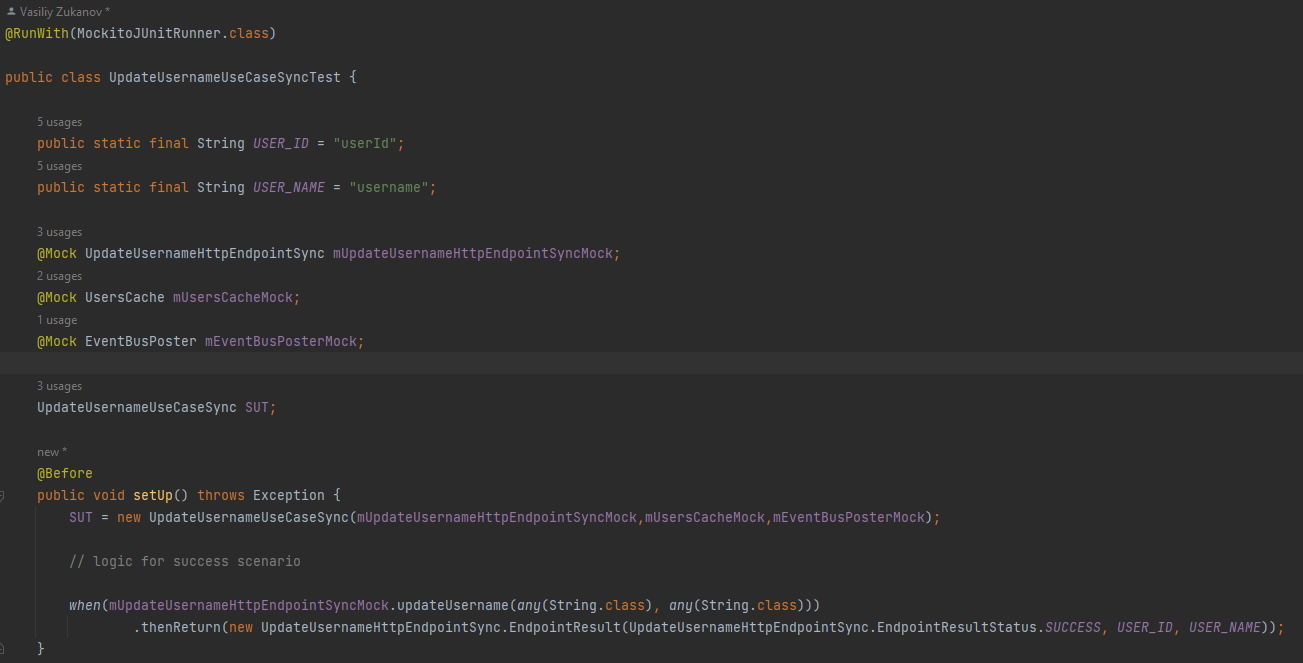 Vasiliy Zukanov *
@RunWith(MockitoJUnitRunner.class)
public class UpdateUsernameUseCaseSyncTest {
5 usages
public static final String USER_ID = "userId";
5 usages
public static final String USER_NAME = "username";
3 usages
@Mock UpdateUsernameHttpEndpointSync mUpdateUsernameHttpEndpointSyncMock;
2 usages
@Mock UsersCache mUsersCacheMock;
1 usage
@Mock EventBusPoster mEventBusPosterMock;
3 usages
UpdateUsernameUseCaseSync SUT;
new *
@Before
public void setUp() throws Exception {
SUT = new UpdateUsernameUseCaseSync(mUpdateUsernameHttpEndpointSyncMock,mUsersCacheMock,mEventBusPosterMock);
// logic for success scenario
when(mUpdateUsernameHttpEndpointSyncMock.updateUsername(any(String.class), any(String.class)))
.thenReturn(new UpdateUsernameHttpEndpointSync.EndpointResult(UpdateUsernameHttpEndpointSync.EndpointResultStatus.SUCCESS, USER_ID, USER_NAME));
}